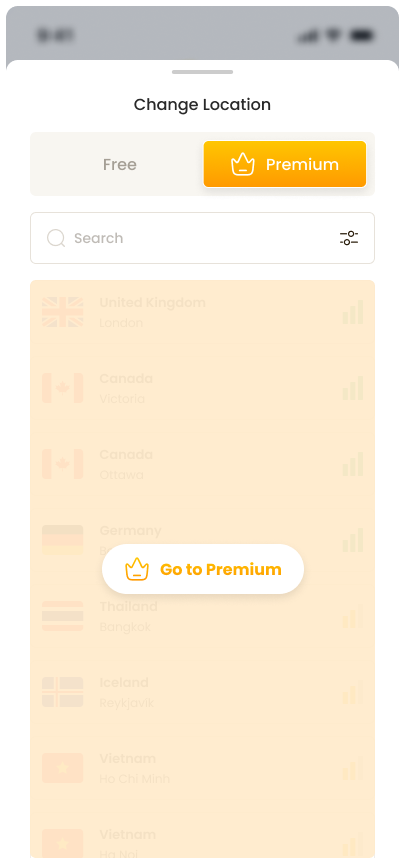 9:41
Change Location
Free
Premium
Search
United Kingdom
London
Canada
Victoria
Canada
Ottawa
Germany
Go to Premium
Thailand
Bangkok
Iceland
Reykjavik
Vietnam
Ho Chi Minh
Vietnam
Ha Noi